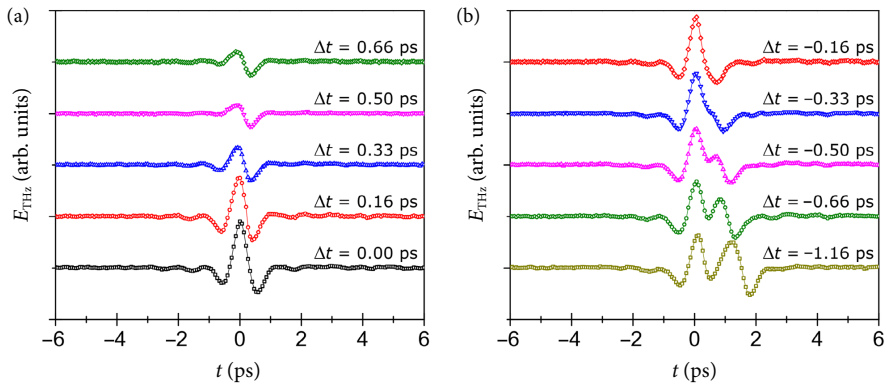 (a)
Δt = 0.66 ps
Δt = 0.50 ps
Δt = 0.33 ps
Δt = 0.16 ps
Δt = 0.00 ps
E_THz (arb. units)
−6 −4 −2 0 2 4 6
t (ps)
(b)
Δt = −0.16 ps
Δt = −0.33 ps
Δt = −0.50 ps
Δt = −0.66 ps
Δt = −1.16 ps
E_THz (arb. units)
−6 −4 −2 0 2 4 6
t (ps)